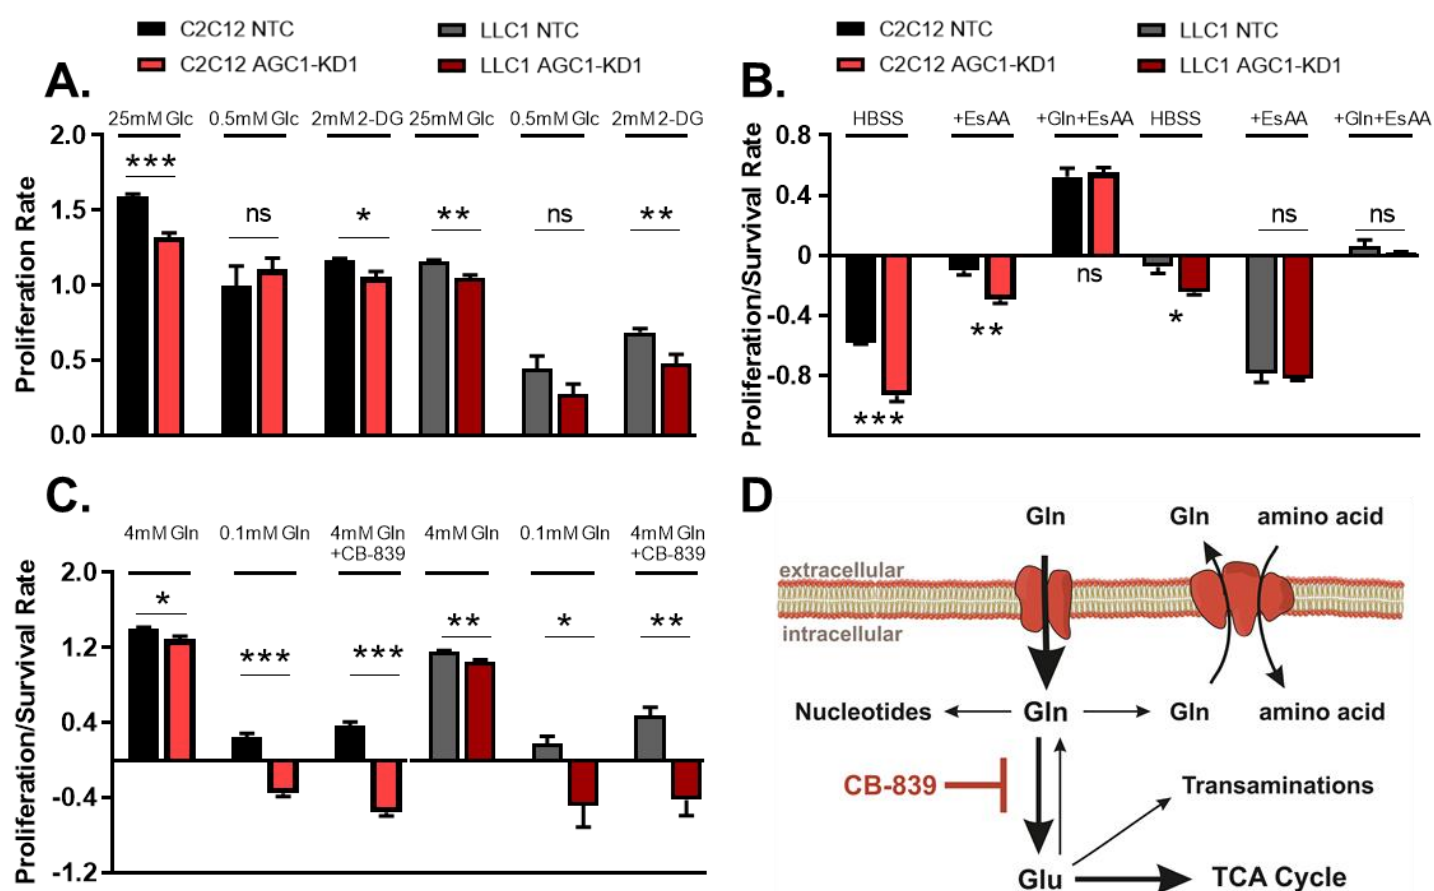 C2C12 NTC
LLC1 NTC
C2C12 AGC1-KD1
LLC1 AGC1-KD1
A.
25mM Glc 0.5mM Glc 2mM 2-DG 25mM Glc 0.5mM Glc 2mM 2-DG
Proliferation Rate
2.0
1.5
1.0
0.5
0.0
*** ns * ** ns **
C2C12 NTC
LLC1 NTC
C2C12 AGC1-KD1
LLC1 AGC1-KD1
B.
HBSS +EsAA +Gln+EsAA HBSS +EsAA +Gln+EsAA
Proliferation/Survival Rate
0.8
0.4
0
-0.4
-0.8
*** ** ns * ns ns
C.
4mM Gln 0.1mM Gln 4mM Gln 4mM Gln 0.1mM Gln 4mM Gln
+CB-839 +CB-839
Proliferation/Survival Rate
2.0
1.2
0.4
-0.4
-1.2
* *** *** ** * **
D
Gln Gln amino acid
extracellular
intracellular
Nucleotides Gln Gln amino acid
CB-839
Transaminations
Glu TCA Cycle